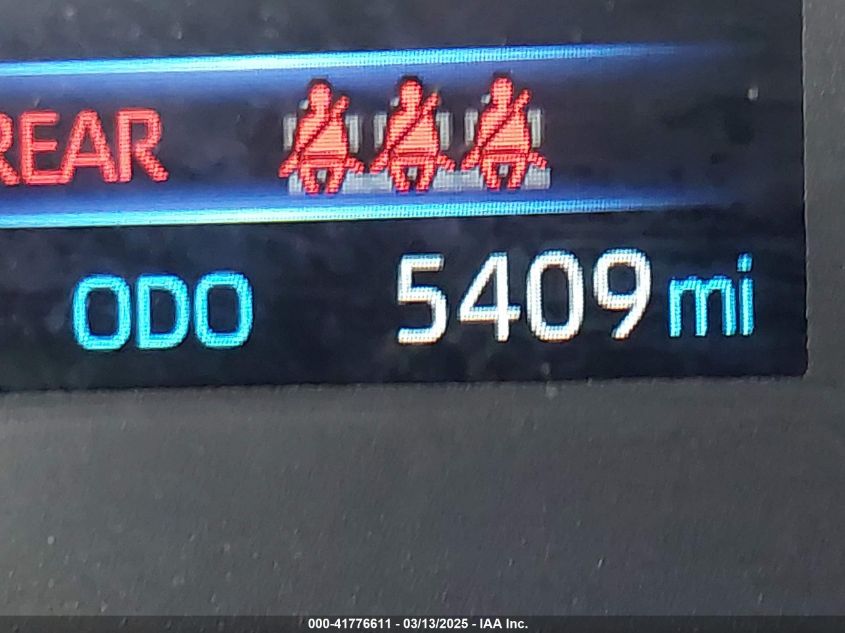 REAR
ODO 5409 mi
000-41776611 - 03/13/2025 - IAA Inc.